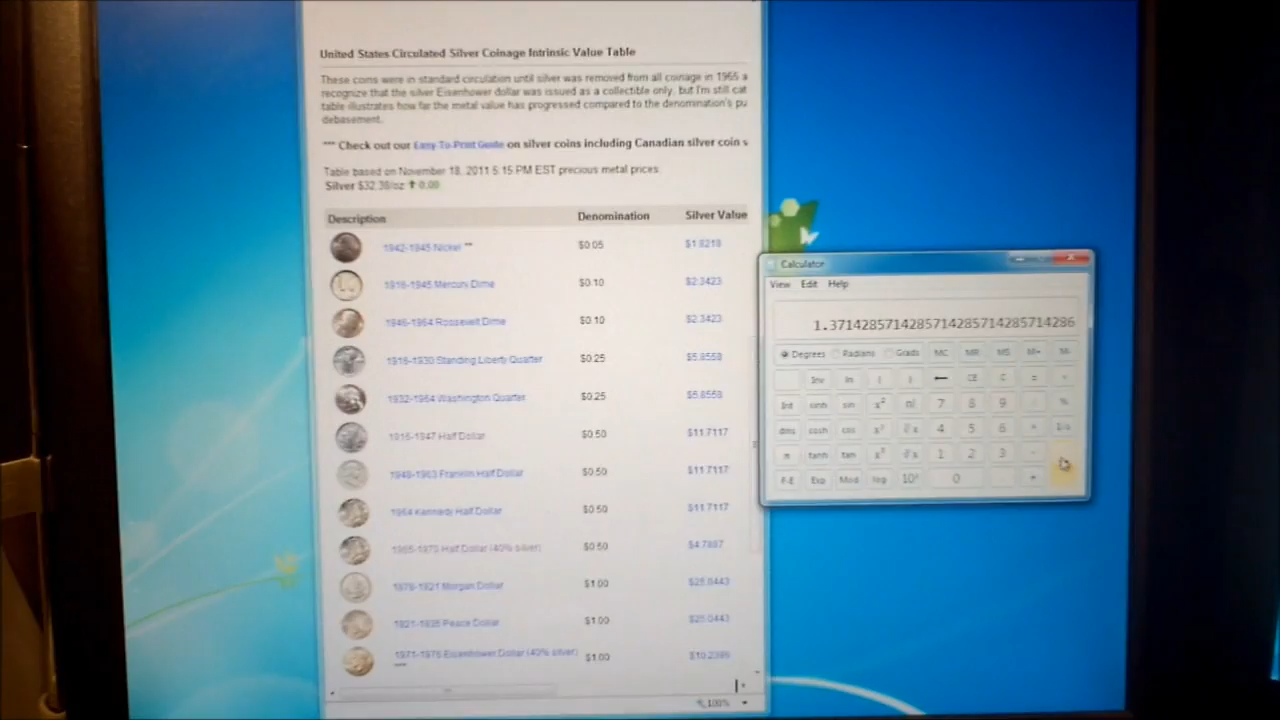 United States Circulated Silver Coinage Intrinsic Value Table
These coins were in standard circulation until silver was removed from all coinage in 1965 a
recognize that the silver Eisenhower dollar was issued as a collectible only, but I'm still cat
table illustrates how far the metal value has progressed compared to the denomination's pu
debasement.
*** Check out our Easy-To-Print Guide on silver coins including Canadian silver coin v
Table based on November 18, 2011 5:15 PM EST precious metal prices:
Silver $32.38/oz 0.00
Description Denomination Silver Value
1942-1945 Nickel ** $0.05 $1.8218
1916-1945 Mercury Dime $0.10 $2.3423
1946-1964 Roosevelt Dime $0.10 $2.3423
1916-1930 Standing Liberty Quarter $0.25 $5.8558
1932-1964 Washington Quarter $0.25 $5.8558
1916-1947 Half Dollar $0.50 $11.7117
1948-1963 Franklin Half Dollar $0.50 $11.7117
1964 Kennedy Half Dollar $0.50 $11.7117
1965-1970 Half Dollar (40% silver) $0.50 $4.7897
1878-1921 Morgan Dollar $1.00
1921-1935 Peace Dollar $1.00
1971-1976 Eisenhower Dollar (40% silver) $1.00
****
100%
Calculator
View Edit Help
1.3714285714285714285714285714286
Degrees Radians Grads MC MR MS M+ M-
Inv ln ( ) ← CE C
Int sinh sin x² n! 7 8 9 %
dms cosh cos 4 5 6 1/x
π tanh tan x³ 1 2 3
F-E Exp Mod log 10ˣ 0